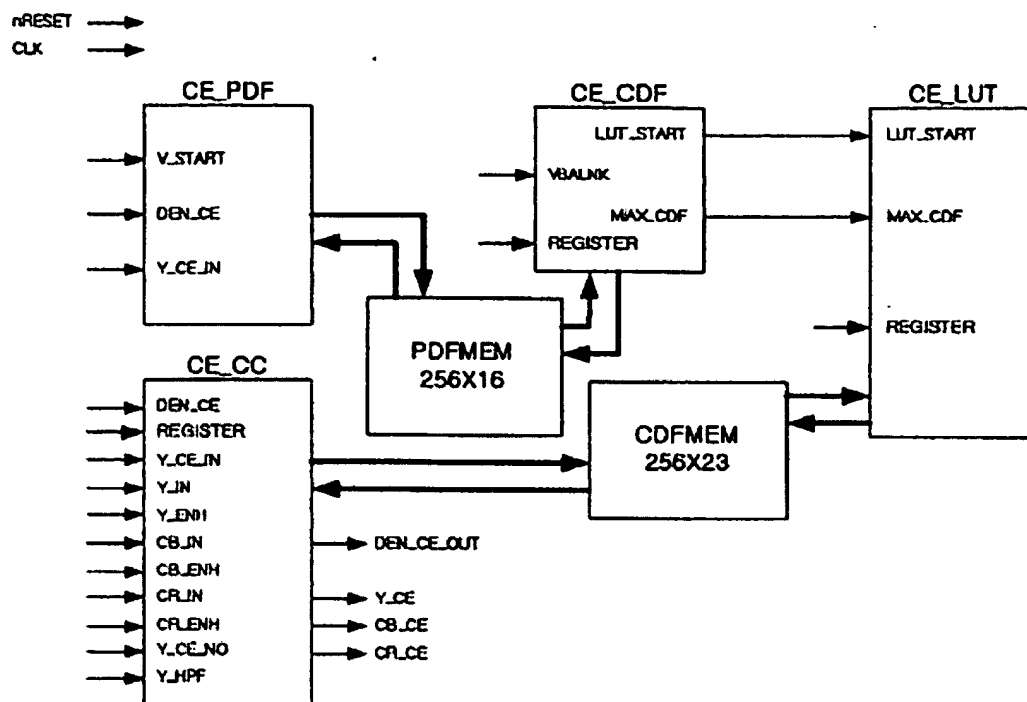 nRESET
CLK
CE_PDF
V_START
DEN_CE
Y_CE_IN
CE_CDF
LUT_START
VBALNK
MAX_CDF
REGISTER
CE_LUT
LUT_START
MAX_CDF
REGISTER
PDFMEM
256X16
CDFMEM
256X23
CE_CC
DEN_CE
REGISTER
Y_CE_IN
Y_IN
Y_ENH
CB_IN
CB_ENH
CR_IN
CR_ENH
Y_CE_NO
Y_HPF
DEN_CE_OUT
Y_CE
CB_CE
CR_CE